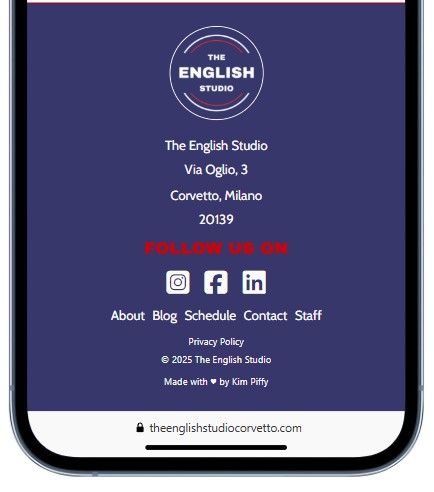 THE
ENGLISH
STUDIO
The English Studio
Via Oglio, 3
Corvetto, Milano
20139
FOLLOW US ON
in
About Blog Schedule Contact Staff
Privacy Policy
© 2025 The English Studio
Made with ♥ by Kim Piffy
theenglishstudiocorvetto.com